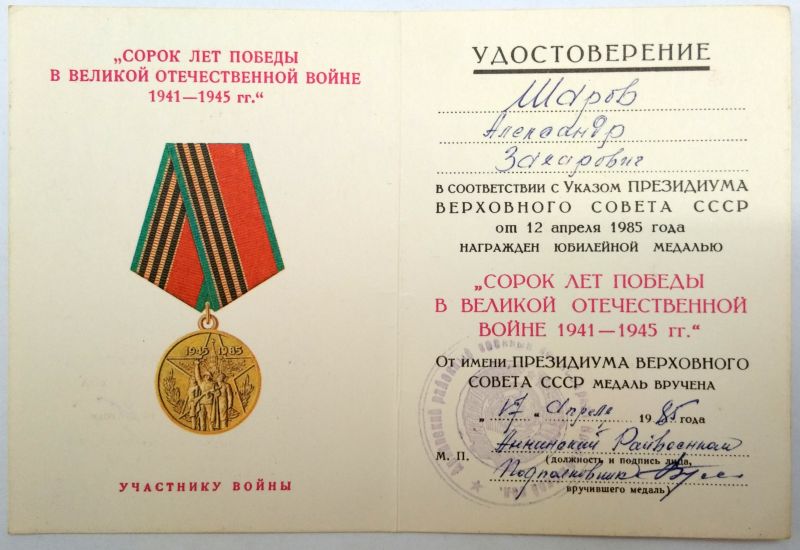 „СОРОК ЛЕТ ПОБЕДЫ
В ВЕЛИКОЙ ОТЕЧЕСТВЕННОЙ ВОЙНЕ
1941—1945 гг.“
1945 1985
УЧАСТНИКУ ВОЙНЫ
УДОСТОВЕРЕНИЕ
Шаров
Александр
Захарович
В СООТВЕТСТВИИ С УКАЗОМ ПРЕЗИДИУМА
ВЕРХОВНОГО СОВЕТА СССР
от 12 апреля 1985 года
НАГРАЖДЕН ЮБИЛЕЙНОЙ МЕДАЛЬЮ
„СОРОК ЛЕТ ПОБЕДЫ
В ВЕЛИКОЙ ОТЕЧЕСТВЕННОЙ
ВОЙНЕ 1941—1945 гг.“
ОТ ИМЕНИ ПРЕЗИДИУМА ВЕРХОВНОГО
СОВЕТА СССР МЕДАЛЬ ВРУЧЕНА
„17“ апреля 1985 года
Аннинский Райвоенком
М. П. (должность и подпись лица,
Подполковник
вручившего медаль)